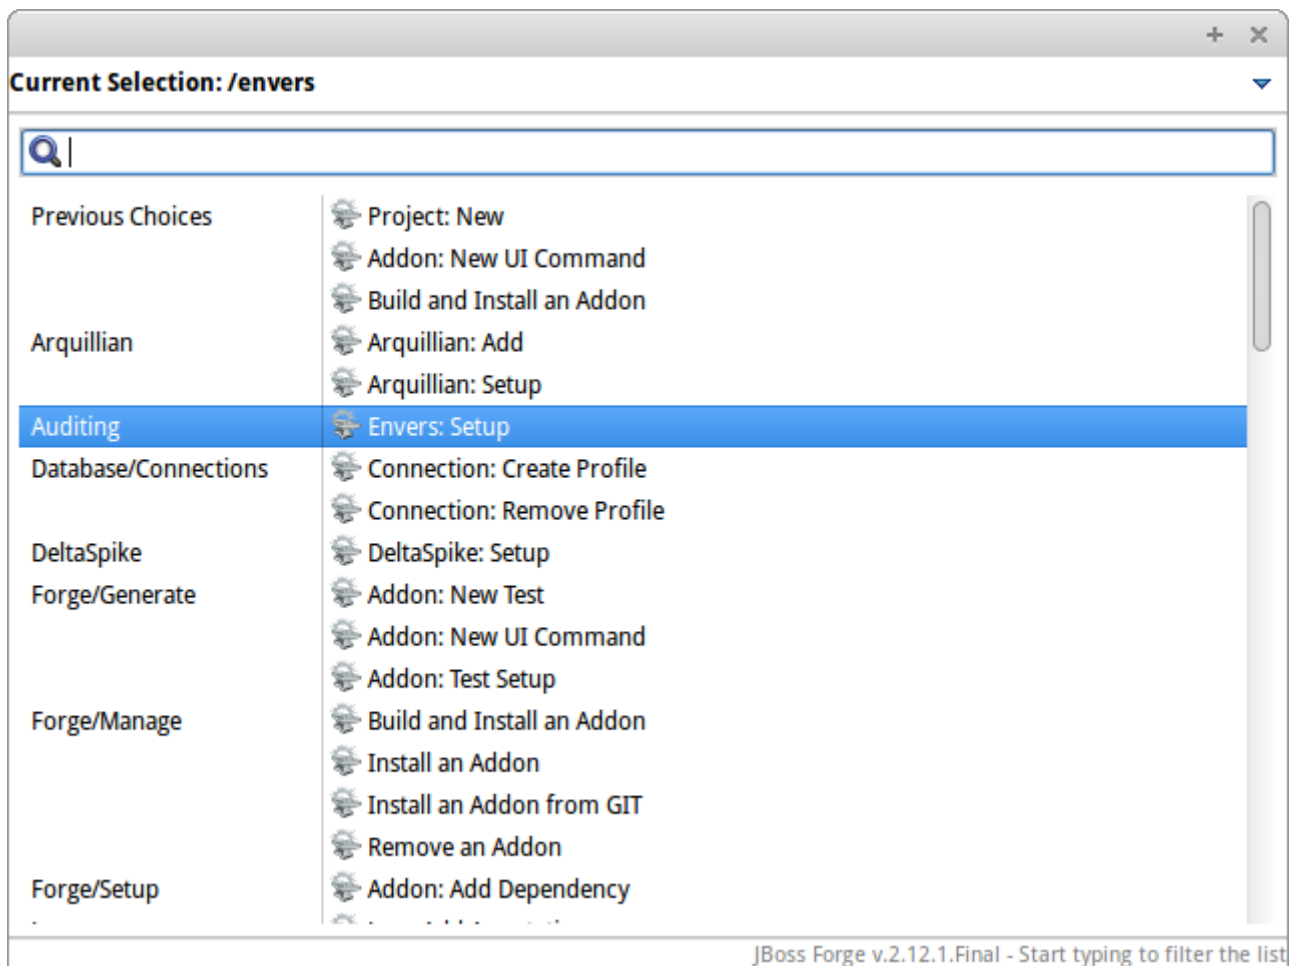 Current Selection: /envers
Previous Choices Project: New
Addon: New UI Command
Build and Install an Addon
Arquillian Arquillian: Add
Arquillian: Setup
Auditing Envers: Setup
Database/Connections Connection: Create Profile
Connection: Remove Profile
DeltaSpike DeltaSpike: Setup
Forge/Generate Addon: New Test
Addon: New UI Command
Addon: Test Setup
Forge/Manage Build and Install an Addon
Install an Addon
Install an Addon from GIT
Remove an Addon
Forge/Setup Addon: Add Dependency
JBoss Forge v.2.12.1.Final - Start typing to filter the list